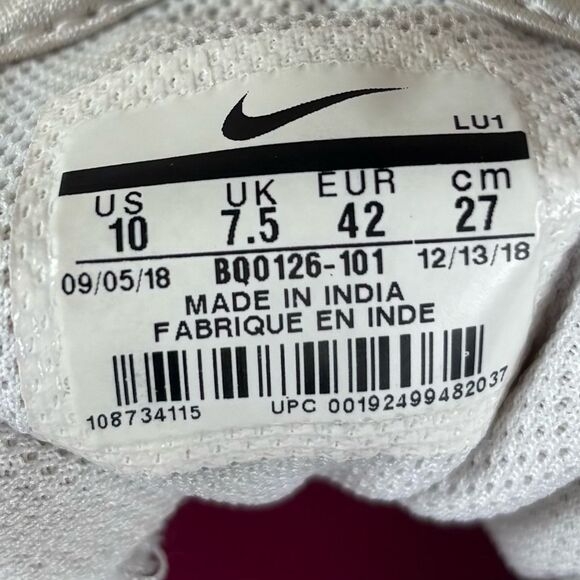 LU1
US UK EUR cm
10 7.5 42 27
09/05/18 BQ0126-101 12/13/18
MADE IN INDIA
FABRIQUE EN INDE
108734115 UPC 00192499482037